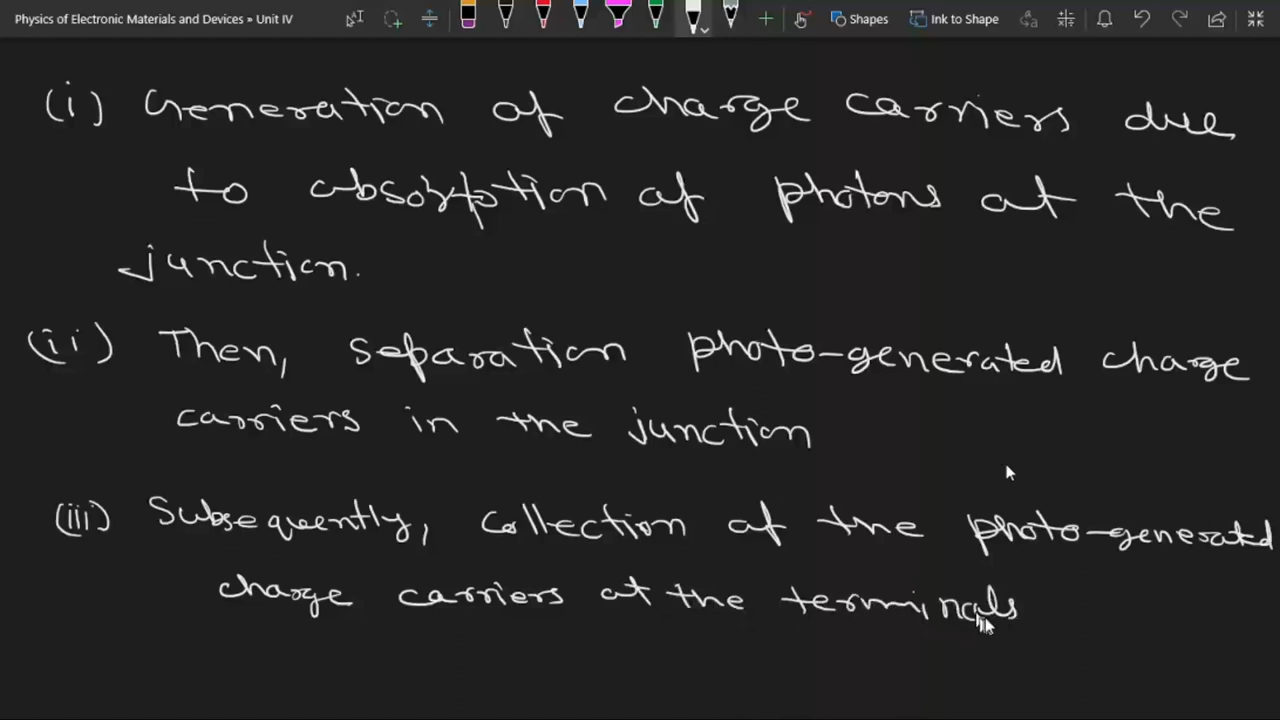 Physics of Electronic Materials and Devices » Unit IV
Shapes
Ink to Shape
(i) Generation of charge carriers due
to absorption of photons at the
junction.
(ii) Then, separation photo-generated charge
carriers in the junction
(iii) Subsequently, collection of the photo-generated
charge carriers at the terminals